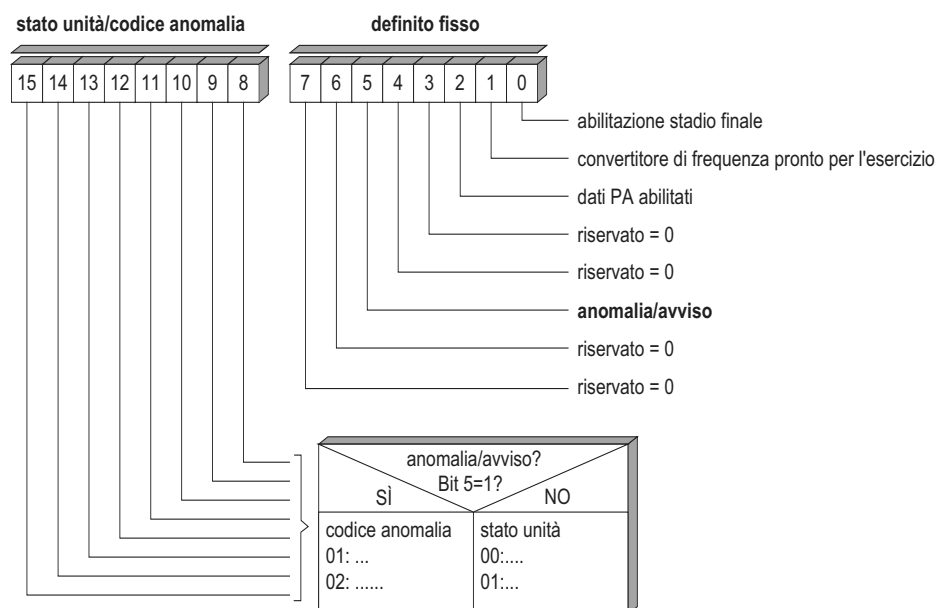 stato unità/codice anomalia
definito fisso
15 14 13 12 11 10 9 8
7 6 5 4 3 2 1 0
abilitazione stadio finale
convertitore di frequenza pronto per l'esercizio
dati PA abilitati
riservato = 0
riservato = 0
anomalia/avviso
riservato = 0
riservato = 0
anomalia/avviso?
Bit 5=1?
SÌ
NO
codice anomalia
01: ...
02: ......
stato unità
00:....
01:...